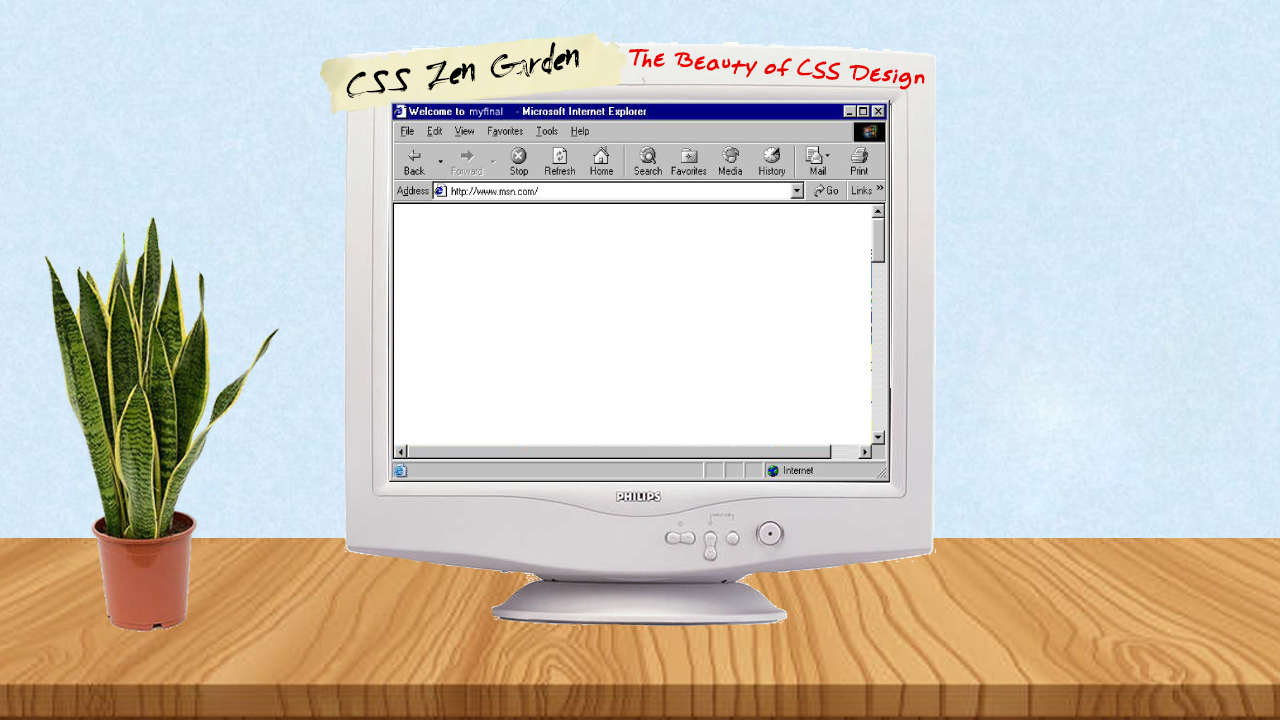 CSS Zen Garden
The Beauty of CSS Design
Welcome to myfinal - Microsoft Internet Explorer
File Edit View Favorites Tools Help
Back Forward Stop Refresh Home Search Favorites Media History Mail Print
Address http://www.msn.com/ Go Links »
Internet
PHILIPS